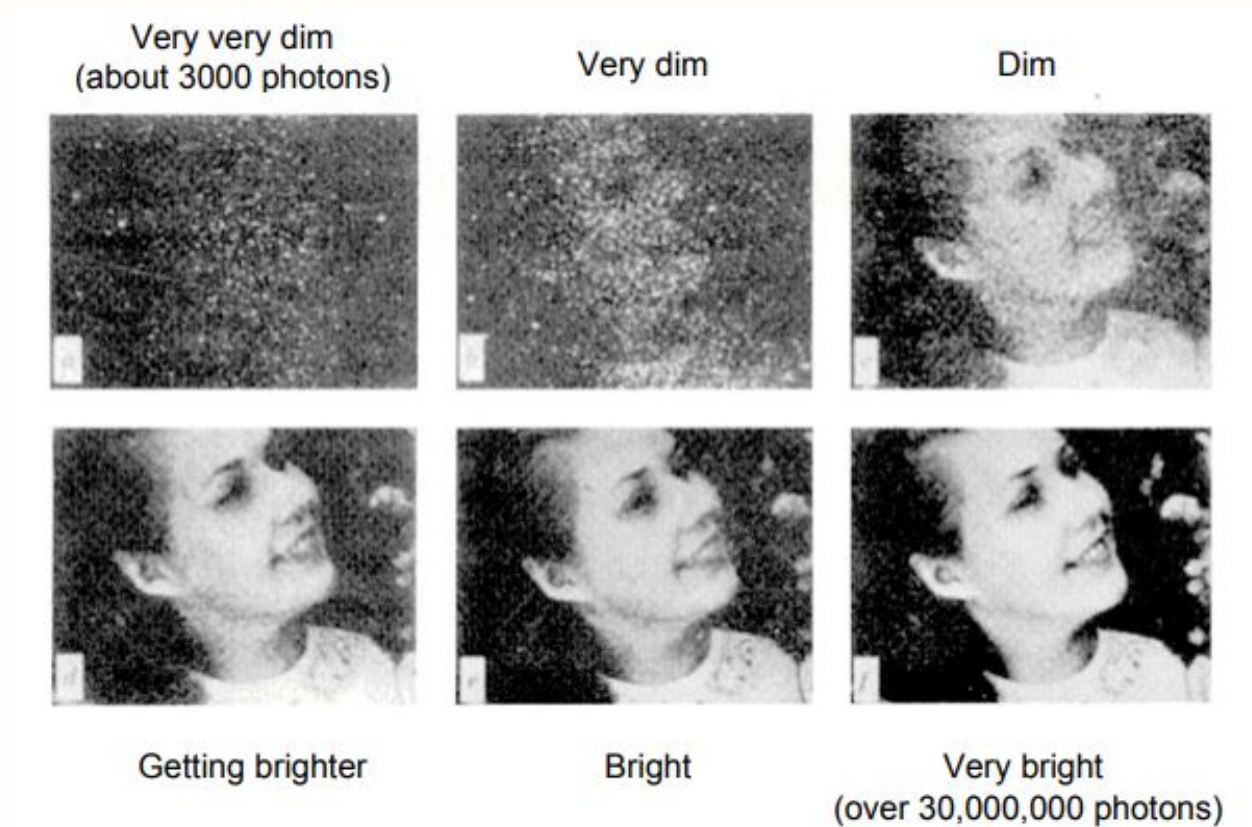 Very very dim
(about 3000 photons)
Very dim
Dim
a
b
c
d
e
f
Getting brighter
Bright
Very bright
(over 30,000,000 photons)